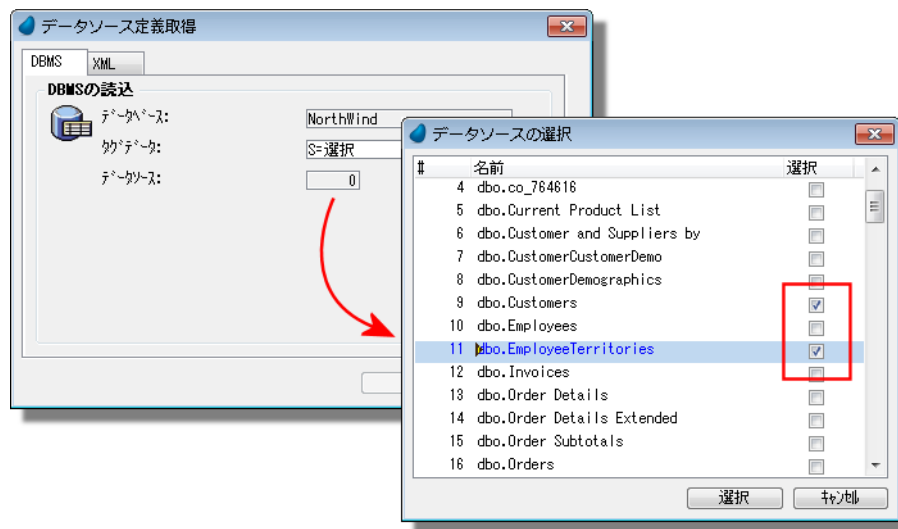 データソース定義取得
DBMS XML
DBMSの読込
ﾃﾞｰﾀﾍﾞｰｽ: NorthWind
ﾀｸﾞﾃﾞｰﾀ: S=選択
ﾃﾞｰﾀｿｰｽ: 0
データソースの選択
# 名前 選択
4 dbo.co_764616
5 dbo.Current Product List
6 dbo.Customer and Suppliers by
7 dbo.CustomerCustomerDemo
8 dbo.CustomerDemographics
9 dbo.Customers
10 dbo.Employees
11 dbo.EmployeeTerritories
12 dbo.Invoices
13 dbo.Order Details
14 dbo.Order Details Extended
15 dbo.Order Subtotals
16 dbo.Orders
選択 ｷｬﾝｾﾙ